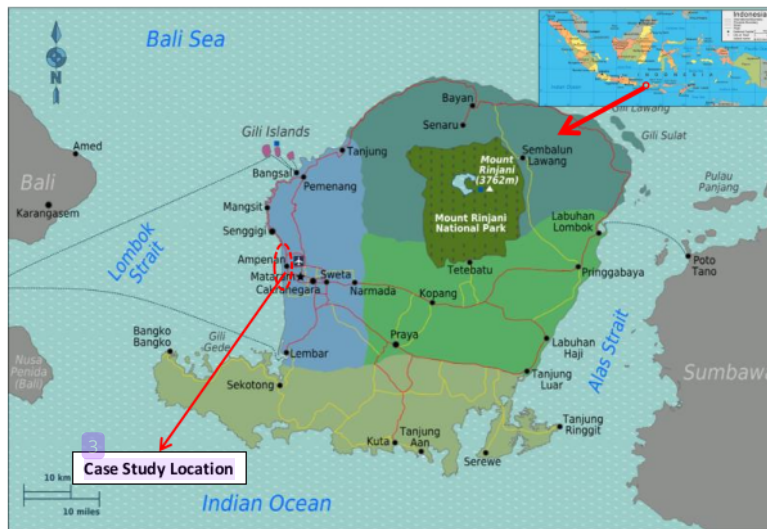 Indonesia
Bali Sea
N
Bayan
Senaru
Gili Lawang
Gili Sulat
Gili Islands
Tanjung
Sembalun
Lawang
Amed
Bangsal
Pemenang
Mount
Rinjani
(3762m)
Pulau
Panjang
Bali
Karangasem
Mangsit
Mount Rinjani
National Park
Labuhan
Lombok
Senggigi
Lombok
Strait
Ampenan
Mataram
Sweta
Cakranegara
Narmada
Tetebatu
Pringgabaya
Poto
Tano
Kopang
Bangko
Bangko
Gili
Gede
Praya
Labuhan
Haji
Alas Strait
Nusa
Penida
(Bali)
Lembar
Sekotong
Tanjung
Luar
Sumbawa
Kuta
Tanjung
Aan
Serewe
Tanjung
Ringgit
3
Case Study Location
10 km
10 miles
Indian Ocean